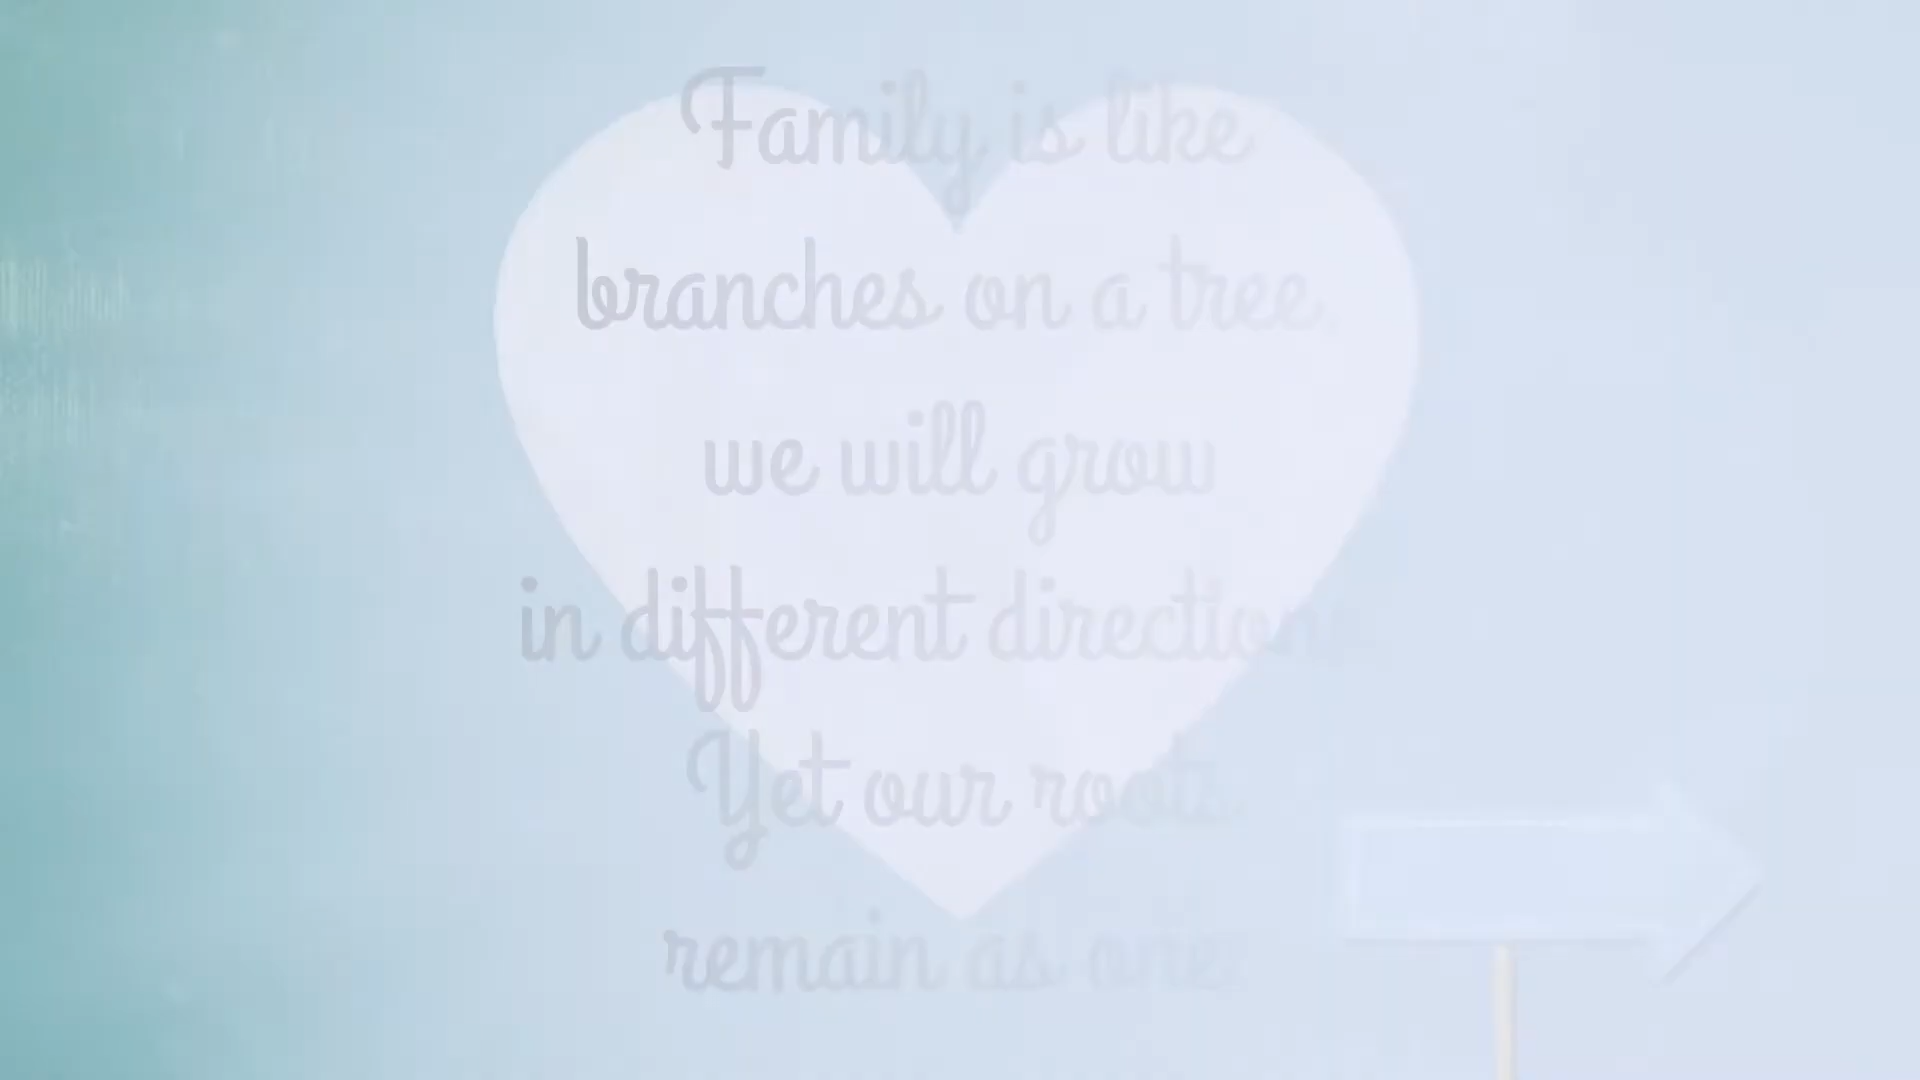 Family is like
branches on a tree,
we will grow
in different directions
Yet our roots
remain as one.